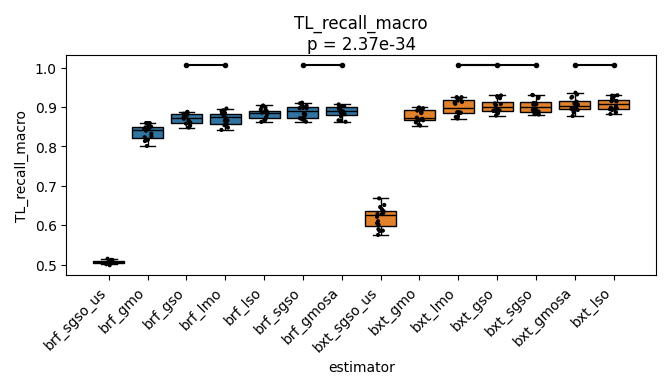 TL_recall_macro
p = 2.37e-34
TL_recall_macro
1.0
0.9
0.8
0.7
0.6
0.5
brf_sgso_us
brf_gmo
brf_gso
brf_lmo
brf_lso
brf_sgso
brf_gmosa
bxt_sgso_us
bxt_gmo
bxt_lmo
bxt_gso
bxt_sgso
bxt_gmosa
bxt_lso
estimator